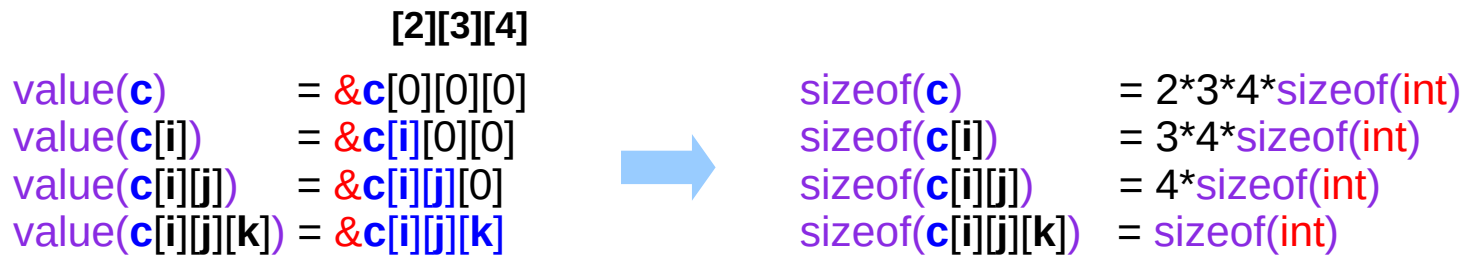 [2][3][4]
value(c) = &c[0][0][0] sizeof(c) = 2*3*4*sizeof(int)
value(c[i]) = &c[i][0][0] sizeof(c[i]) = 3*4*sizeof(int)
value(c[i][j]) = &c[i][j][0] sizeof(c[i][j]) = 4*sizeof(int)
value(c[i][j][k]) = &c[i][j][k] sizeof(c[i][j][k]) = sizeof(int)